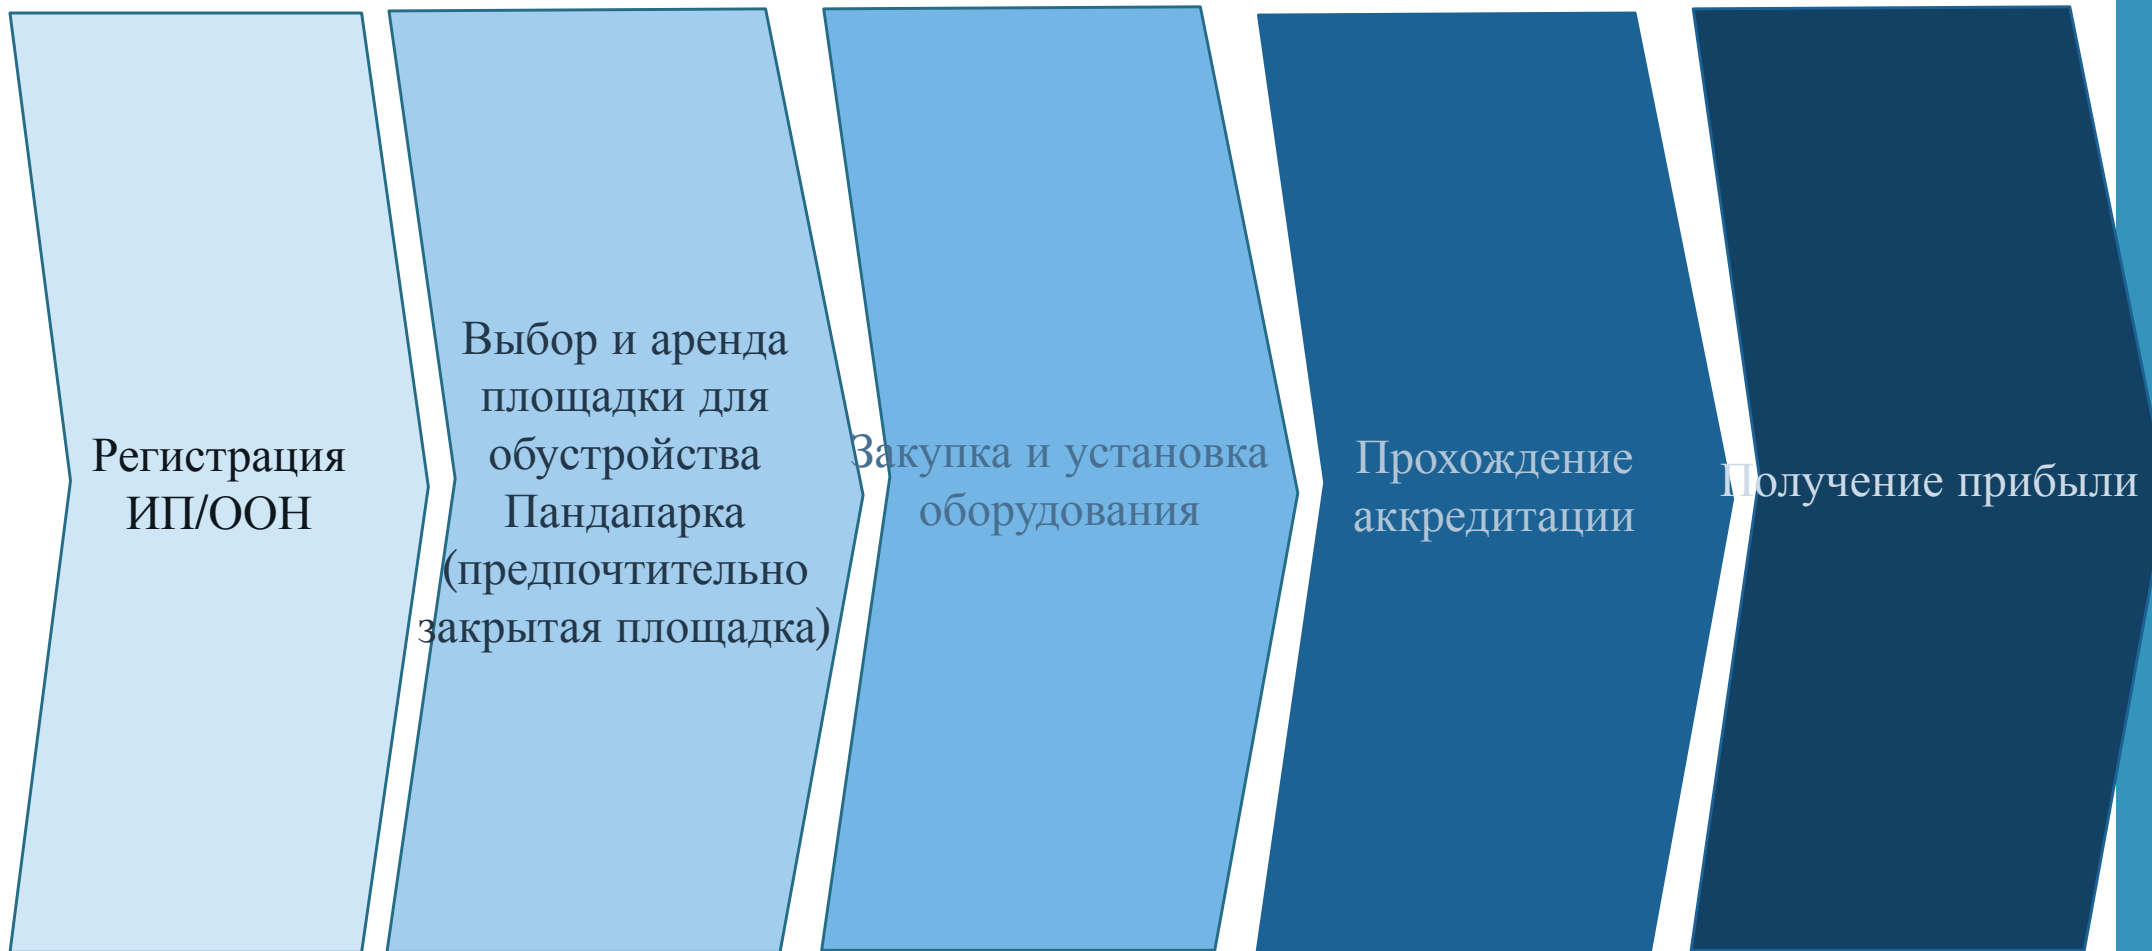 Регистрация
ИП/ООН
Выбор и аренда
площадки для
обустройства
Пандапарка
(предпочтительно
закрытая площадка)
Закупка и установка
оборудования
Прохождение
аккредитации
Получение прибыли